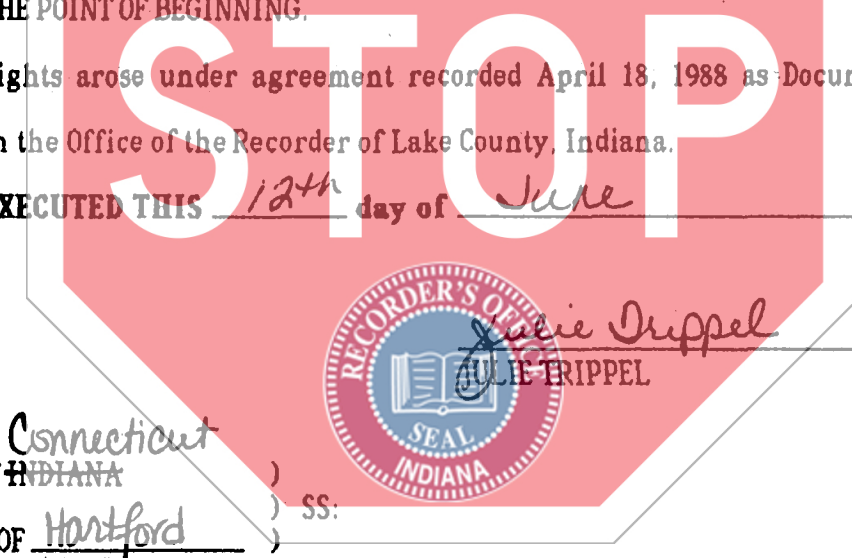 HE POINT OF BEGINNING.
STOP
ights arose under agreement recorded April 18, 1988 as Docu
n the Office of the Recorder of Lake County, Indiana.
XECUTED THIS 12th day of June
Julie Trippel
JULIE TRIPPEL
RECORDER'S OFFICE
SEAL
INDIANA
Connecticut
INDIANA )
) SS:
OF Hartford )